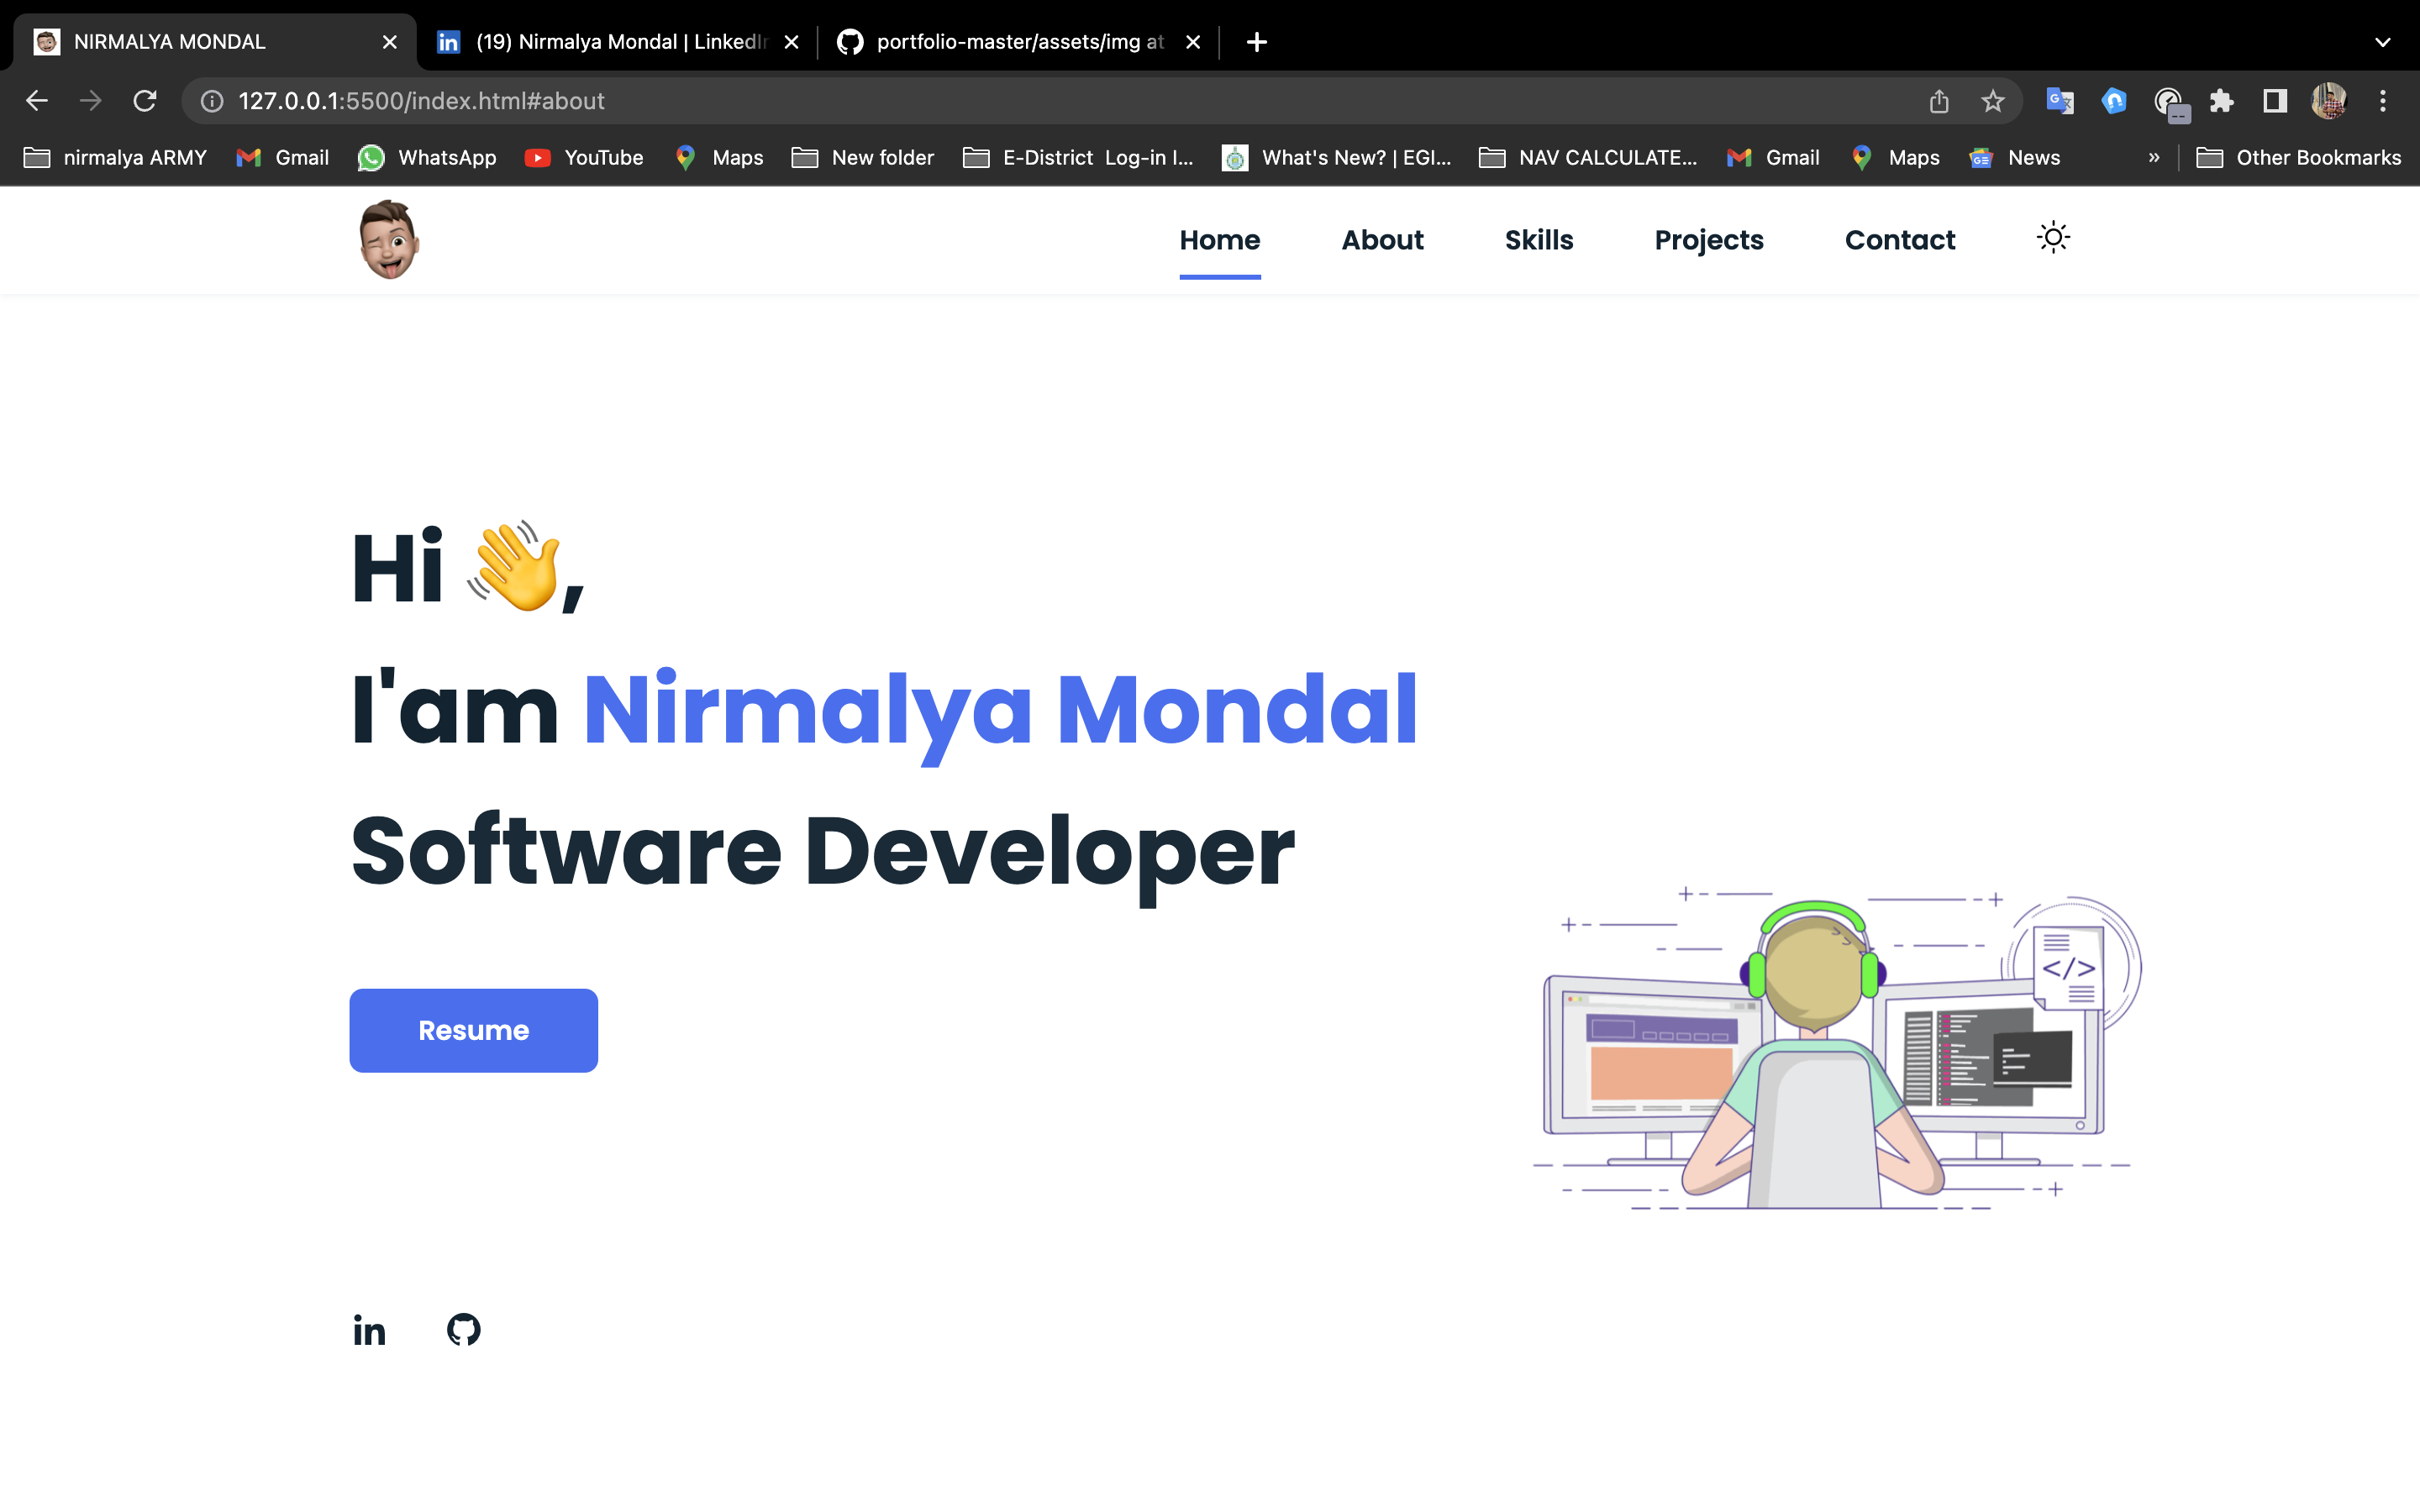 NIRMALYA MONDAL
(19) Nirmalya Mondal | LinkedIn
portfolio-master/assets/img at
127.0.0.1:5500/index.html#about
nirmalya ARMY Gmail WhatsApp YouTube Maps New folder E-District Log-in I... What's New? | EGI... NAV CALCULATE... Gmail Maps News » Other Bookmarks
Home About Skills Projects Contact
Hi 👋,
I'am Nirmalya Mondal
Software Developer
</>
Resume
in